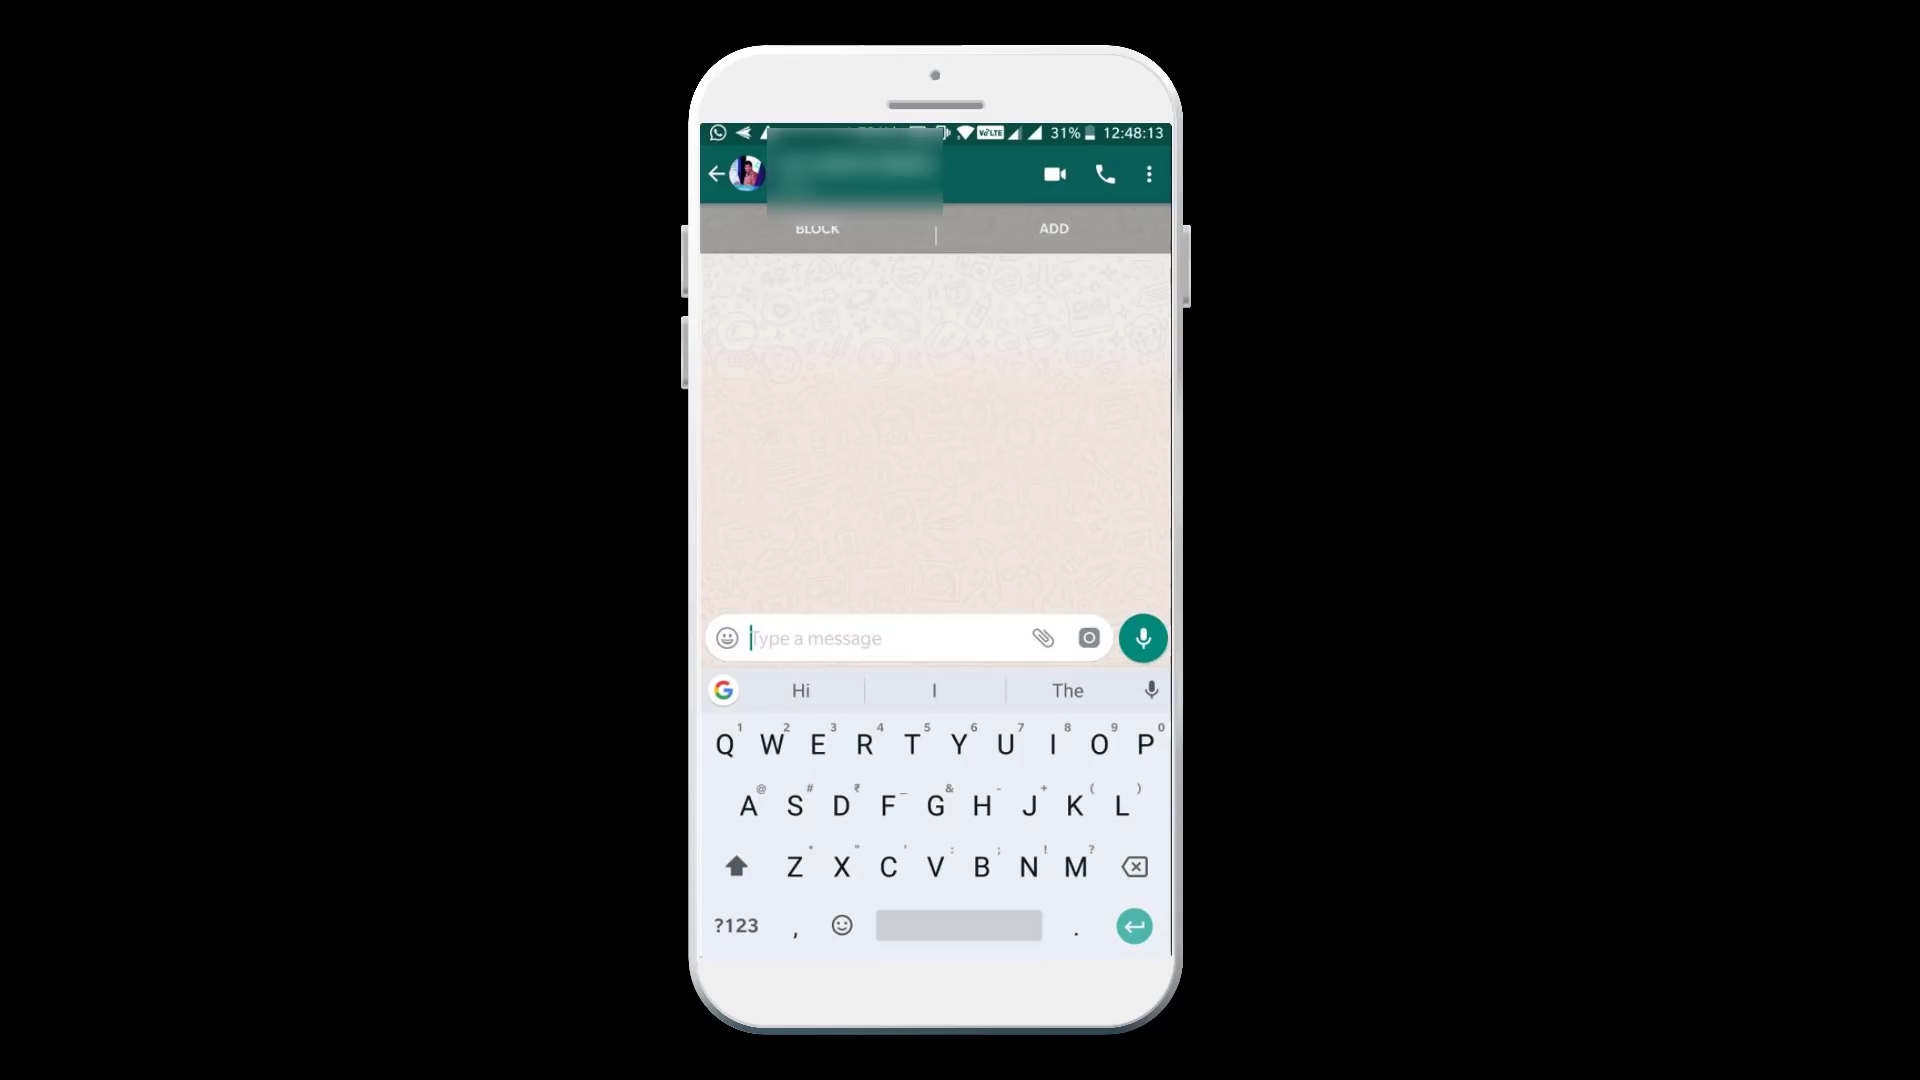 VoLTE 31% 12:48:13
BLOCK ADD
Type a message
G Hi I The
1 2 3 4 5 6 7 8 9 0
Q W E R T Y U I O P
@ # ₹ _ & - + ( )
A S D F G H J K L
* " ' : ; ! ?
Z X C V B N M
?123 , .